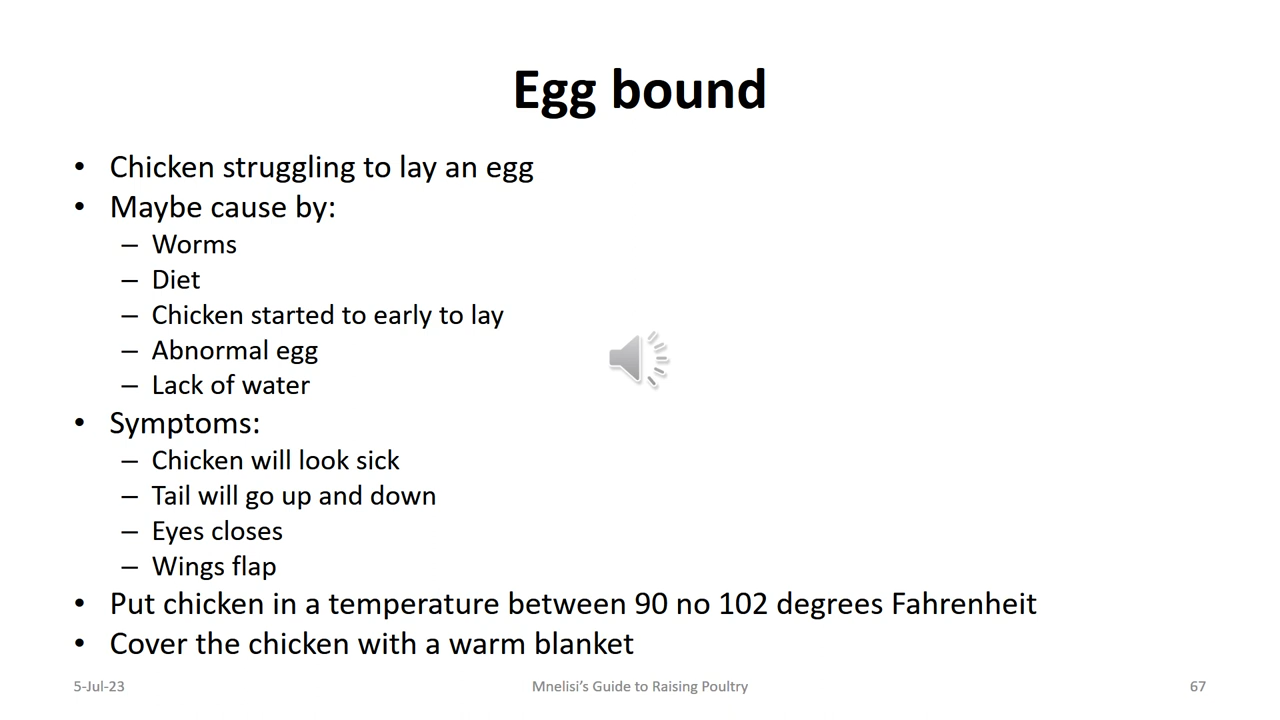 Egg bound
• Chicken struggling to lay an egg
• Maybe cause by:
– Worms
– Diet
– Chicken started to early to lay
– Abnormal egg
– Lack of water
• Symptoms:
– Chicken will look sick
– Tail will go up and down
– Eyes closes
– Wings flap
• Put chicken in a temperature between 90 no 102 degrees Fahrenheit
• Cover the chicken with a warm blanket
5-Jul-23
Mnelisi’s Guide to Raising Poultry
67